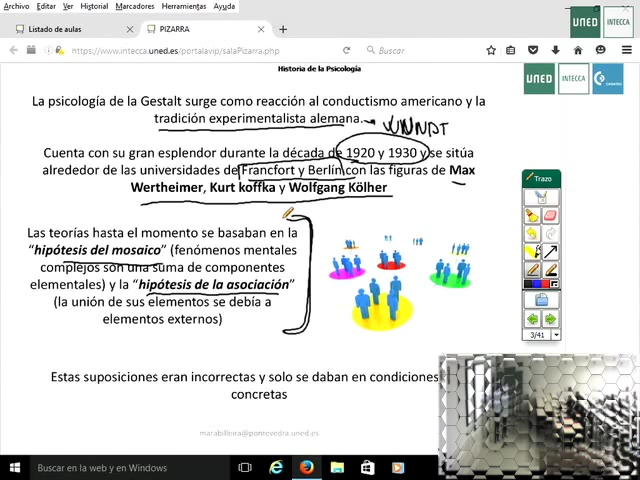 Archivo Editar Ver Historial Marcadores Herramientas Ayuda
Listado de aulas
PIZARRA
https://www.intecca.uned.es/portalavip/salaPizarra.php
Buscar
UNED
INTECCA
Historia de la Psicología
UNED
INTECCA
La psicología de la Gestalt surge como reacción al conductismo americano y la
tradición experimentalista alemana.
WUNDT
Cuenta con su gran esplendor durante la década de 1920 y 1930 y se sitúa
alrededor de las universidades de Francfort y Berlín con las figuras de Max
Wertheimer, Kurt koffka y Wolfgang Kölher
Trazo
Las teorías hasta el momento se basaban en la
“hipótesis del mosaico” (fenómenos mentales
complejos son una suma de componentes
elementales) y la “hipótesis de la asociación”
(la unión de sus elementos se debía a
elementos externos)
3/41
Estas suposiciones eran incorrectas y solo se daban en condiciones
concretas
marabilleira@pontevedra.uned.es
Buscar en la web y en Windows